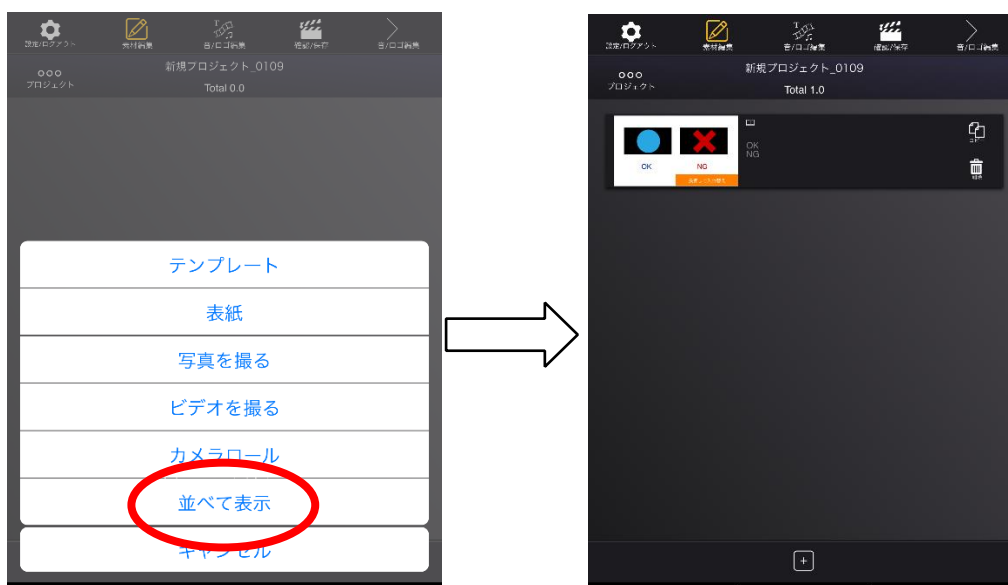 設定/ログアウト
素材編集
音/ロゴ編集
確認/保存
音/ロゴ編集
プロジェクト
新規プロジェクト_0109
Total 0.0
テンプレート
表紙
写真を撮る
ビデオを撮る
カメラロール
並べて表示
キャンセル
設定/ログアウト
素材編集
音/ロゴ編集
確認/保存
音/ロゴ編集
プロジェクト
新規プロジェクト_0109
Total 1.0
OK
NG
OK
NG
+